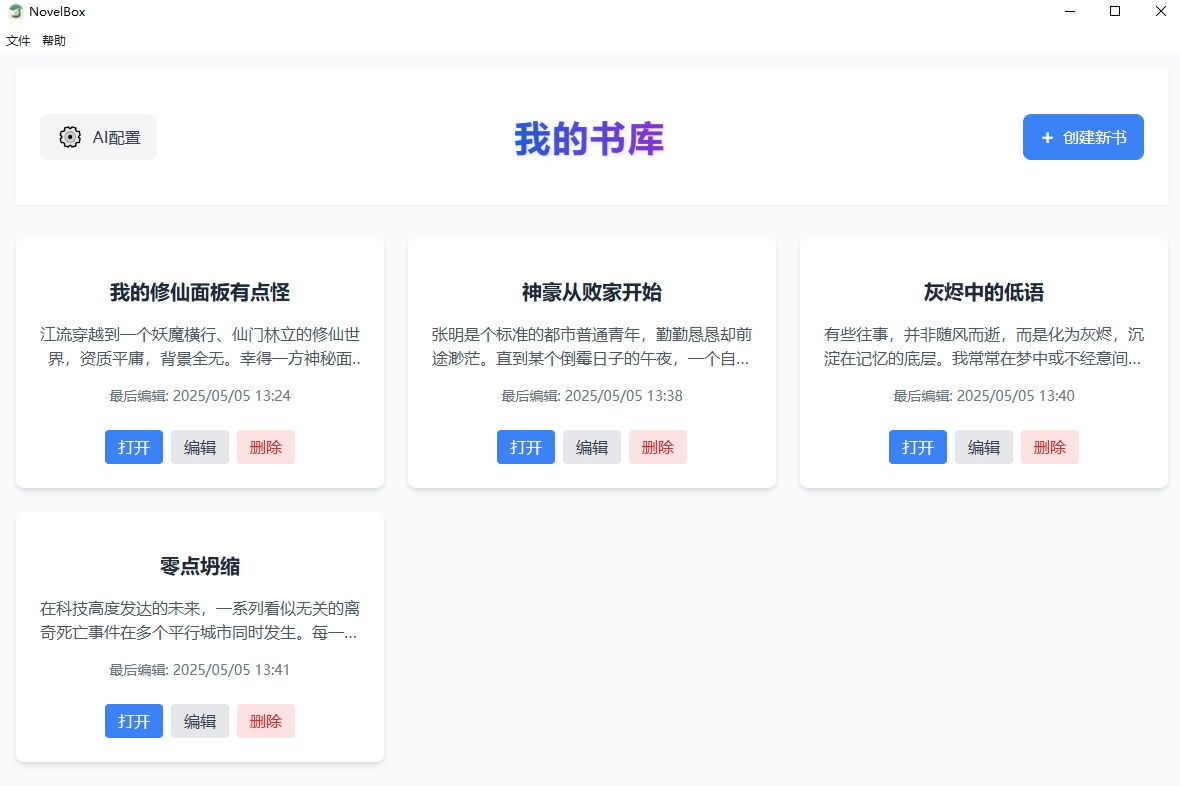 NovelBox
文件 帮助
AI配置
我的书库
+ 创建新书
我的修仙面板有点怪
江流穿越到一个妖魔横行、仙门林立的修仙世
界，资质平庸，背景全无。幸得一方神秘面..
最后编辑: 2025/05/05 13:24
打开 编辑 删除
神豪从败家开始
张明是个标准的都市普通青年，勤勤恳恳却前
途渺茫。直到某个倒霉日子的午夜，一个自...
最后编辑: 2025/05/05 13:38
打开 编辑 删除
灰烬中的低语
有些往事，并非随风而逝，而是化为灰烬，沉
淀在记忆的底层。我常常在梦中或不经意间...
最后编辑: 2025/05/05 13:40
打开 编辑 删除
零点坍缩
在科技高度发达的未来，一系列看似无关的离
奇死亡事件在多个平行城市同时发生。每一...
最后编辑: 2025/05/05 13:41
打开 编辑 删除